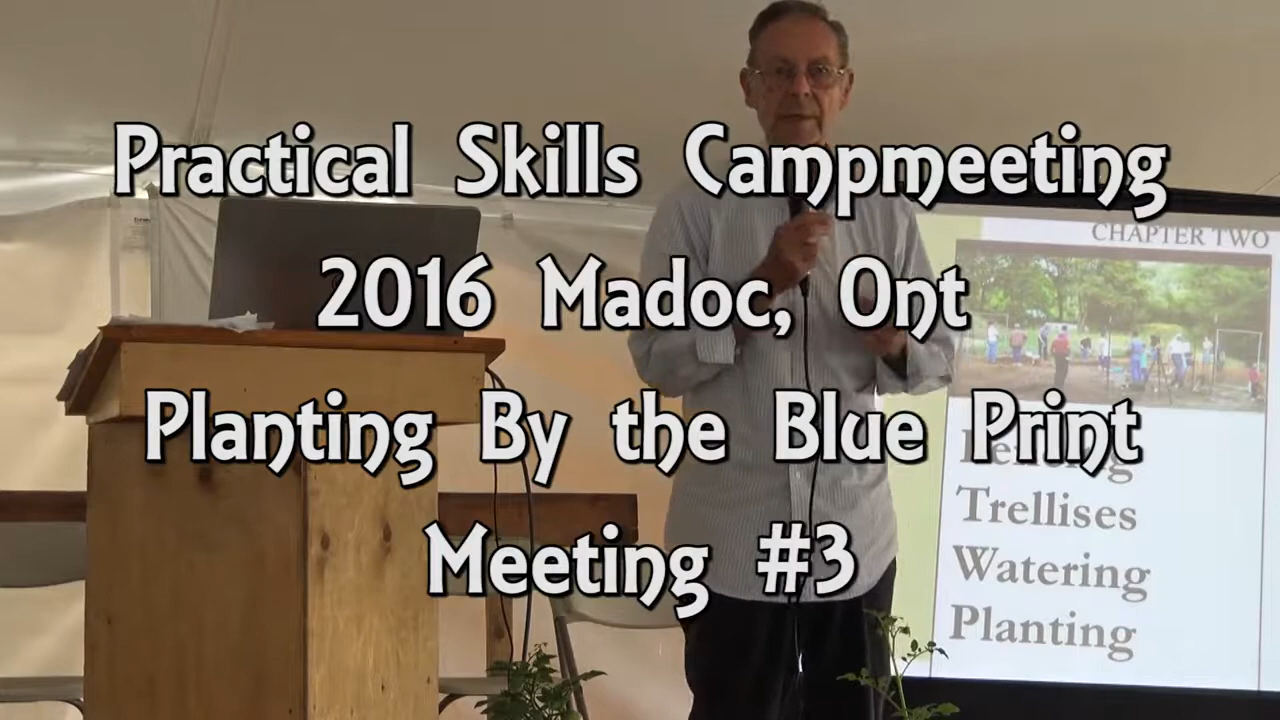 Practical Skills Campmeeting
2016 Madoc, Ont
Planting By the Blue Print
Meeting #3
CHAPTER TWO
Trellises
Watering
Planting